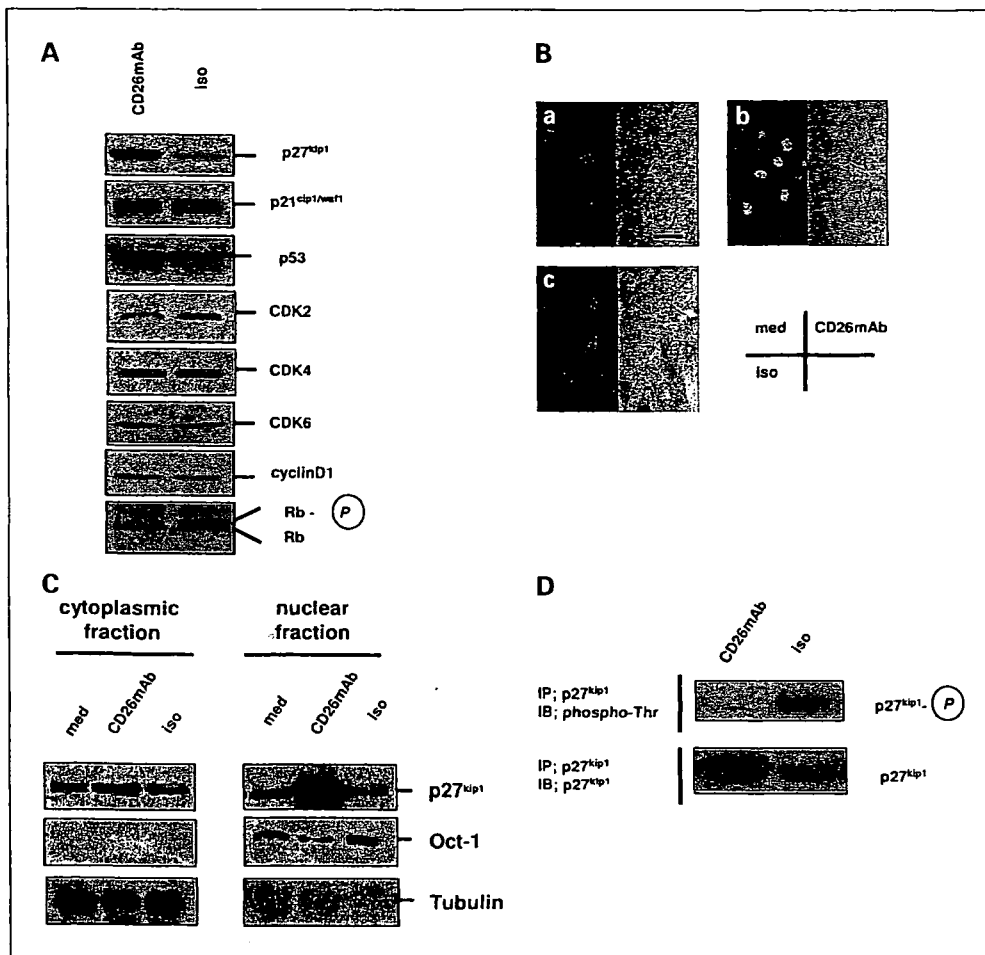 A
CD26mAb
iso
p27kip1
p21cip1/waf1
p53
CDK2
CDK4
CDK6
cyclinD1
Rb - P
Rb
B
a
b
c
med
CD26mAb
iso
C
cytoplasmic
fraction
nuclear
fraction
med
CD26mAb
iso
med
CD26mAb
iso
p27kip1
Oct-1
Tubulin
D
CD26mAb
iso
IP; p27kip1
IB; phospho-Thr
p27kip1- P
IP; p27kip1
IB; p27kip1
p27kip1